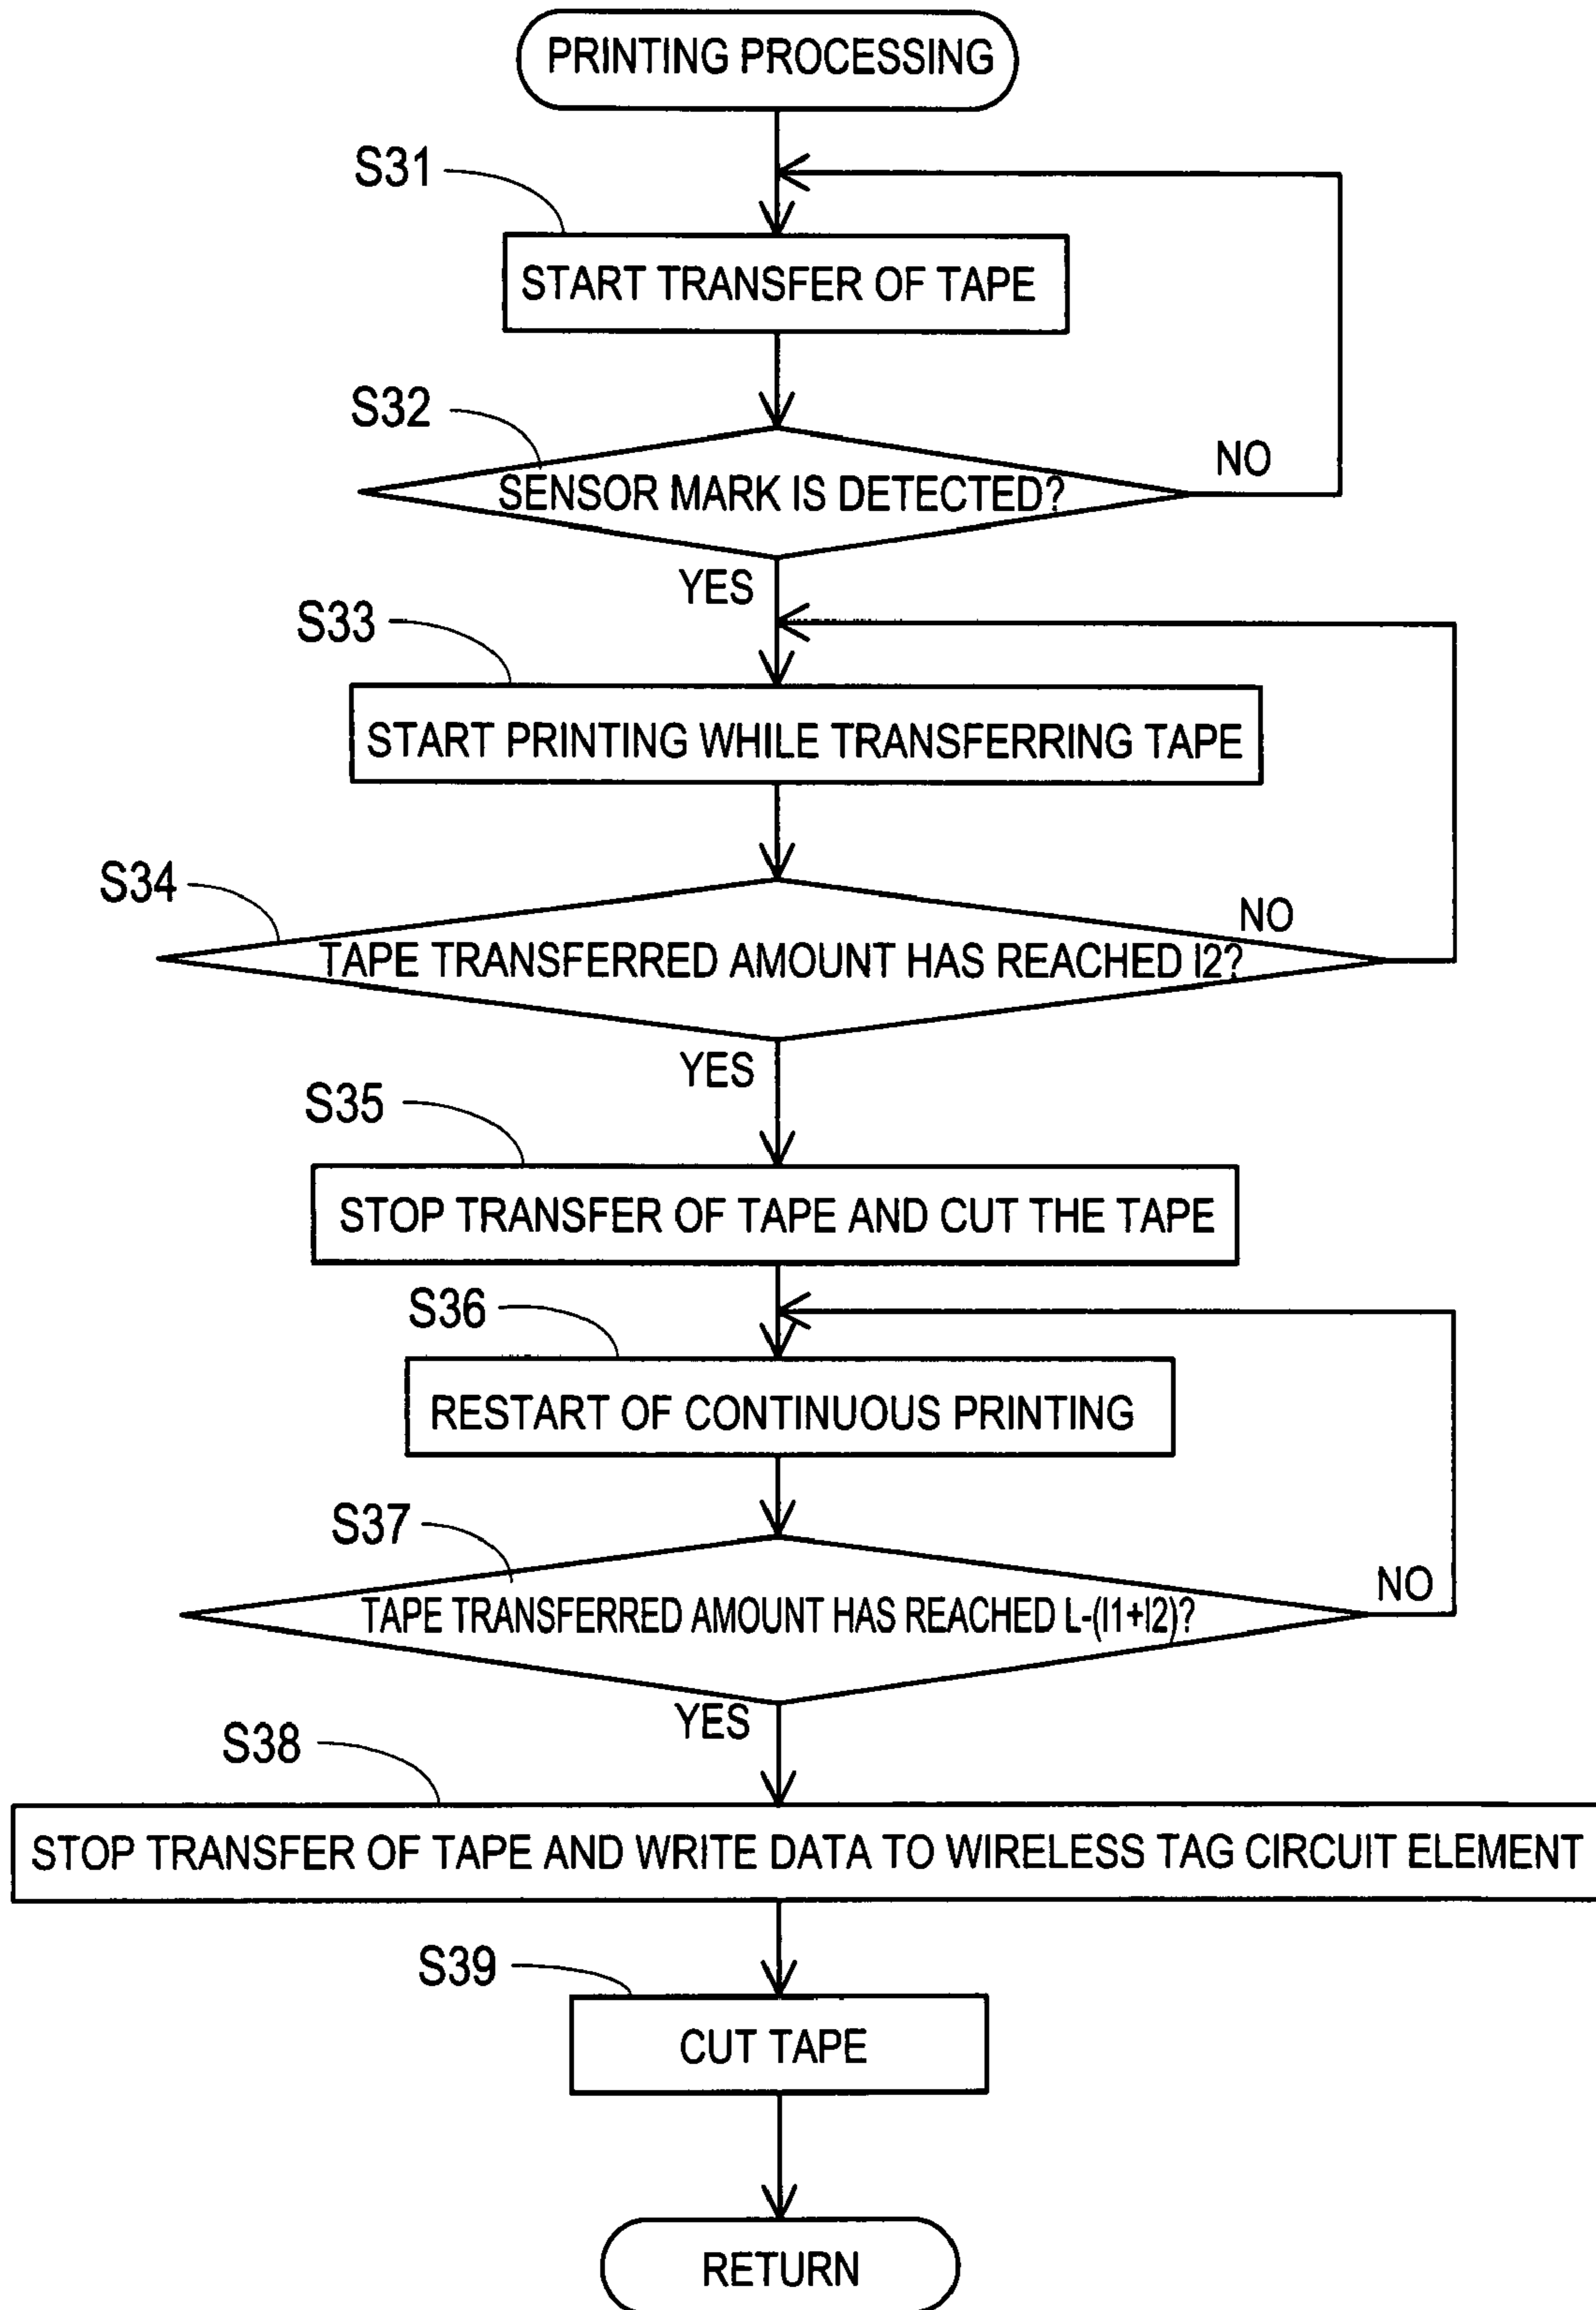 PRINTING PROCESSING
S31
START TRANSFER OF TAPE
S32
SENSOR MARK IS DETECTED?
NO
YES
S33
START PRINTING WHILE TRANSFERRING TAPE
S34
NO
TAPE TRANSFERRED AMOUNT HAS REACHED l2?
YES
S35
STOP TRANSFER OF TAPE AND CUT THE TAPE
S36
RESTART OF CONTINUOUS PRINTING
S37
NO
TAPE TRANSFERRED AMOUNT HAS REACHED L-(l1+l2)?
YES
S38
STOP TRANSFER OF TAPE AND WRITE DATA TO WIRELESS TAG CIRCUIT ELEMENT
S39
CUT TAPE
RETURN